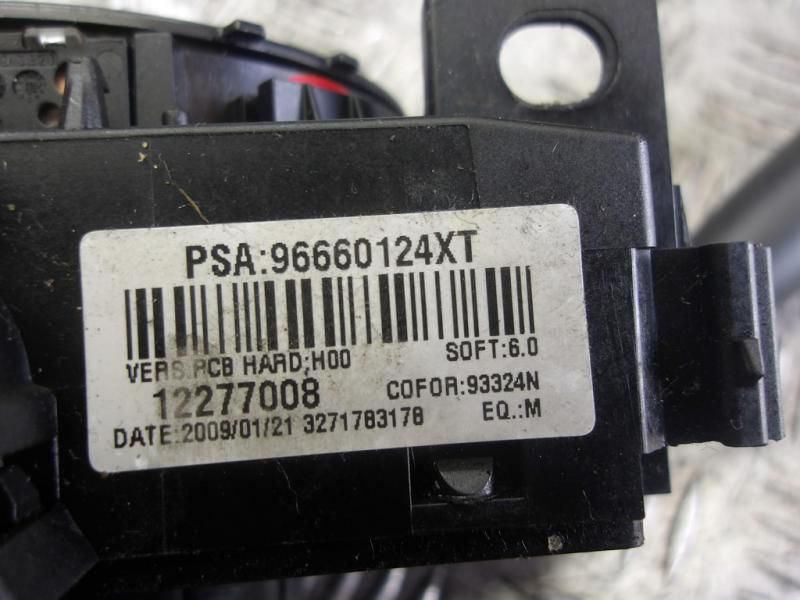 PSA:96660124XT
VERS.PCB HARD:H00 SOFT:6.0
12277008 COFOR:93324N
DATE:2009/01/21 3271783178 EQ.:M